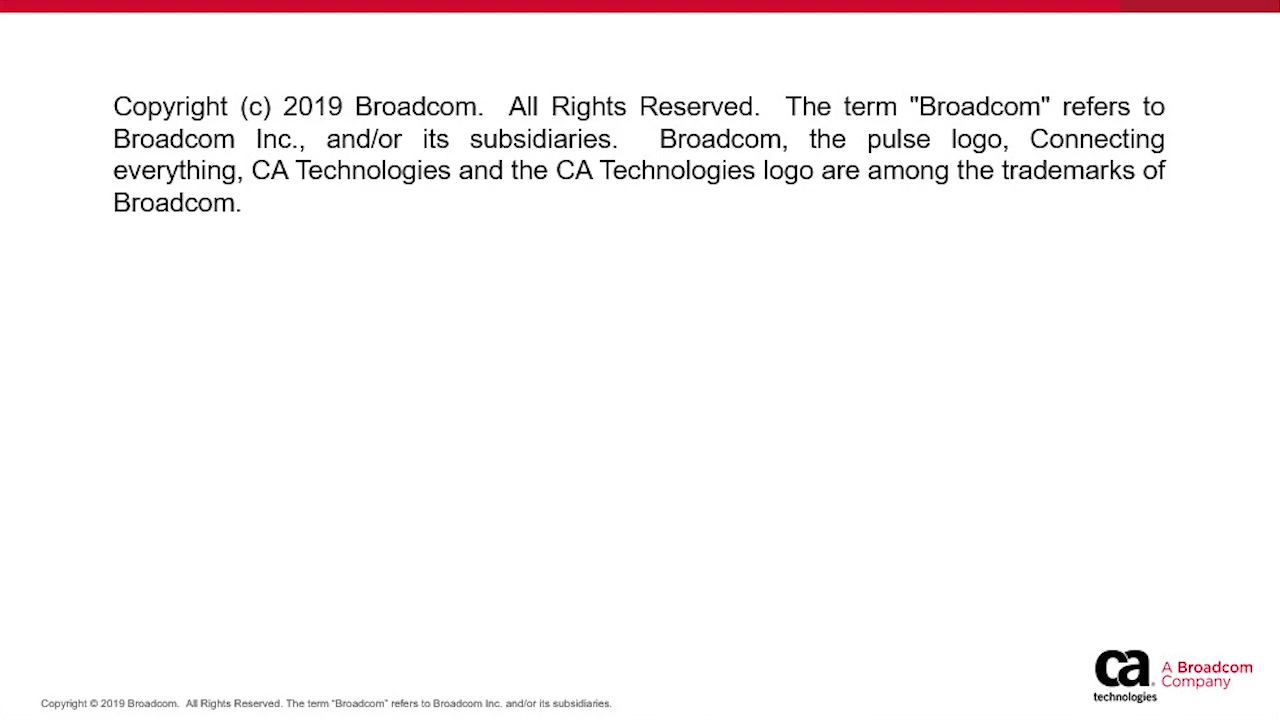 Copyright (c) 2019 Broadcom. All Rights Reserved. The term "Broadcom" refers to
Broadcom Inc., and/or its subsidiaries. Broadcom, the pulse logo, Connecting
everything, CA Technologies and the CA Technologies logo are among the trademarks of
Broadcom.
ca
technologies
A Broadcom
Company
Copyright © 2019 Broadcom. All Rights Reserved. The term “Broadcom” refers to Broadcom Inc. and/or its subsidiaries.